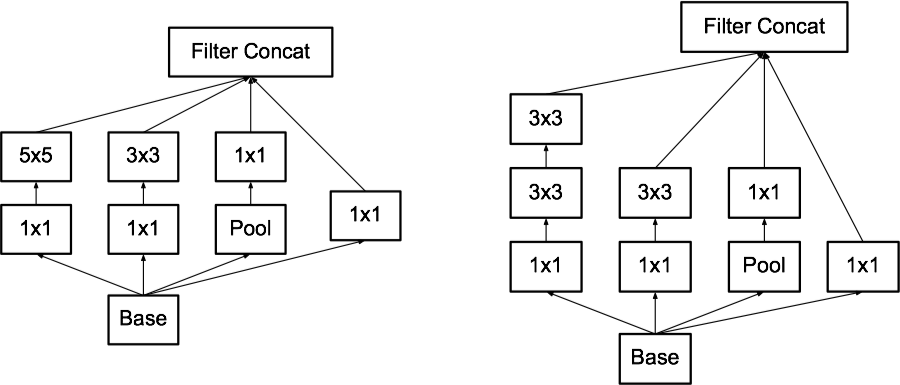 Filter Concat
5x5
3x3
1x1
1x1
1x1
Pool
1x1
Base
Filter Concat
3x3
3x3
3x3
1x1
1x1
1x1
Pool
1x1
Base